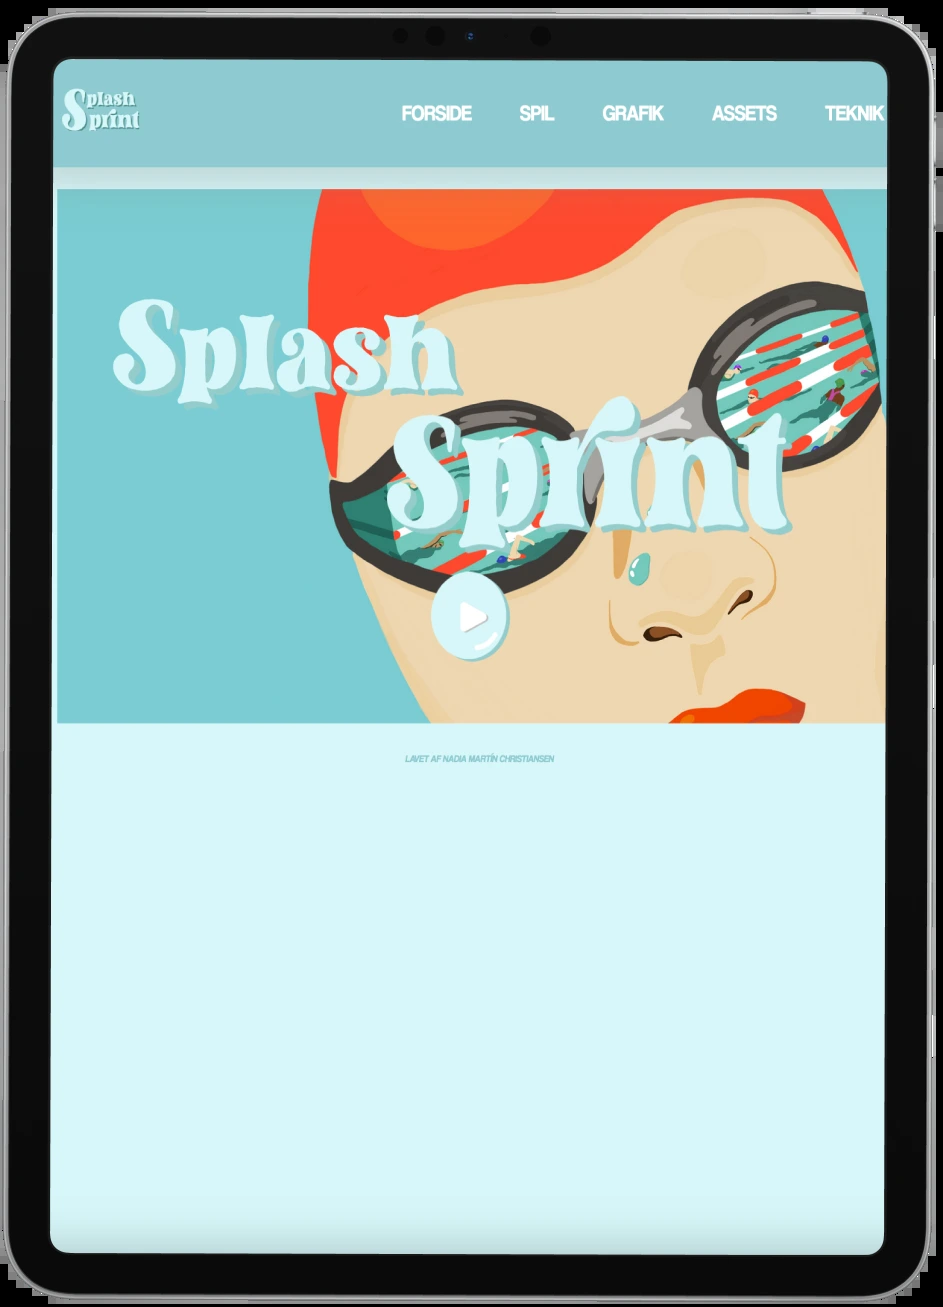 Splash
Sprint
FORSIDE SPIL GRAFIK ASSETS TEKNIK
Splash
Sprint
LAVET AF NADIA MARTÍN CHRISTIANSEN